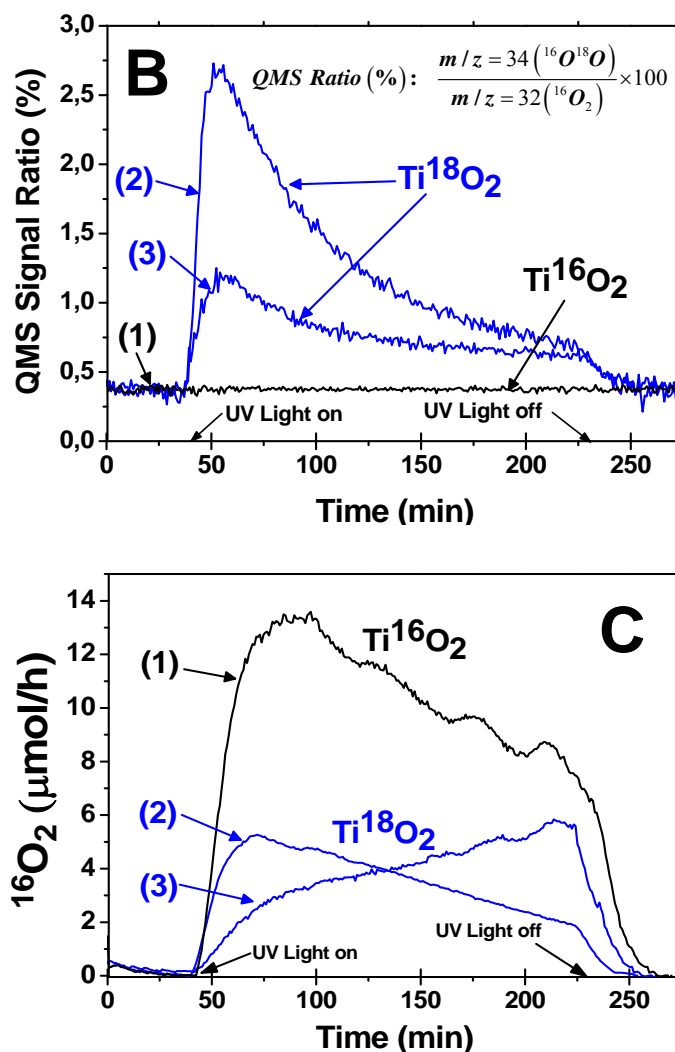 3,0
B
QMS Ratio (%) : m / z = 34 (¹⁶O¹⁸O)
m / z = 32 (¹⁶O₂) ×100
2,5
(2)
Ti¹⁸O₂
2,0
1,5
(3)
Ti¹⁶O₂
1,0
(1)
0,5
UV Light on
UV Light off
0,0
QMS Signal Ratio (%)
0 50 100 150 200 250
Time (min)
14
C
Ti¹⁶O₂
12
(1)
10
8
6
(2)
Ti¹⁸O₂
4
(3)
2
UV Light on
UV Light off
0
¹⁶O₂ (μmol/h)
0 50 100 150 200 250
Time (min)